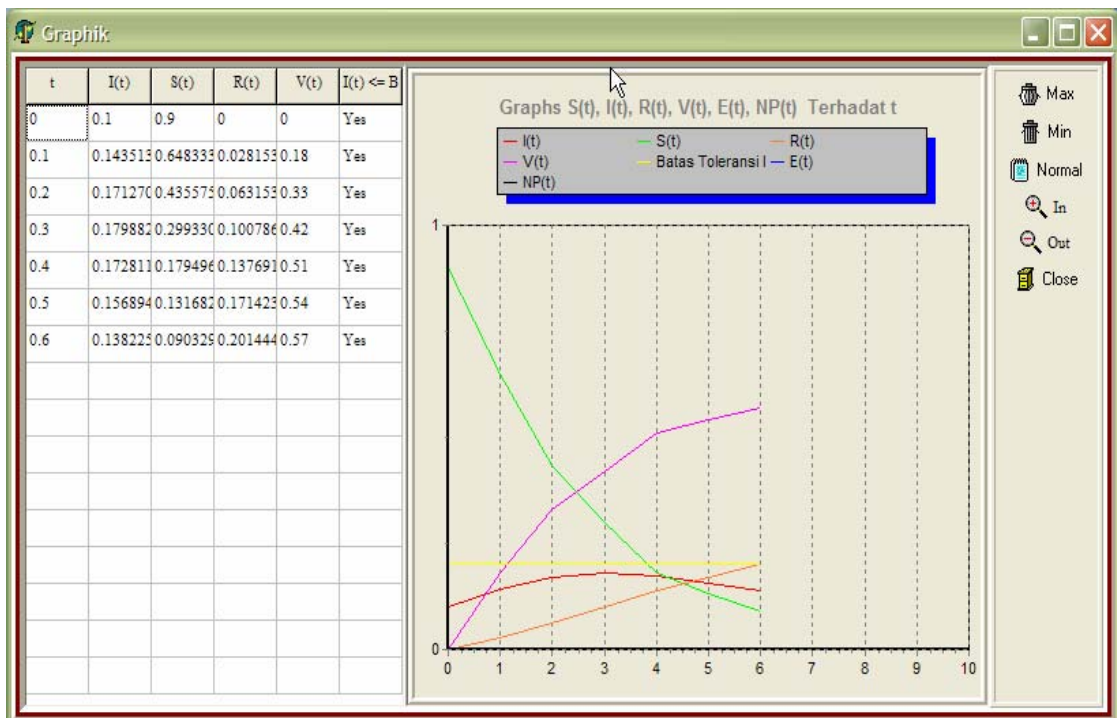 Graphik
t I(t) S(t) R(t) V(t) I(t) <= B
0 0.1 0.9 0 0 Yes
0.1 0.143513 0.648333 0.028153 0.18 Yes
0.2 0.171270 0.435575 0.063153 0.33 Yes
0.3 0.179882 0.299330 0.100786 0.42 Yes
0.4 0.172811 0.179496 0.137691 0.51 Yes
0.5 0.156894 0.131682 0.171423 0.54 Yes
0.6 0.138225 0.090329 0.201444 0.57 Yes
Graphs S(t), I(t), R(t), V(t), E(t), NP(t) Terhadat t
I(t) S(t) R(t)
V(t) Batas Toleransi I E(t)
NP(t)
1
0
0 1 2 3 4 5 6 7 8 9 10
Max
Min
Normal
In
Out
Close